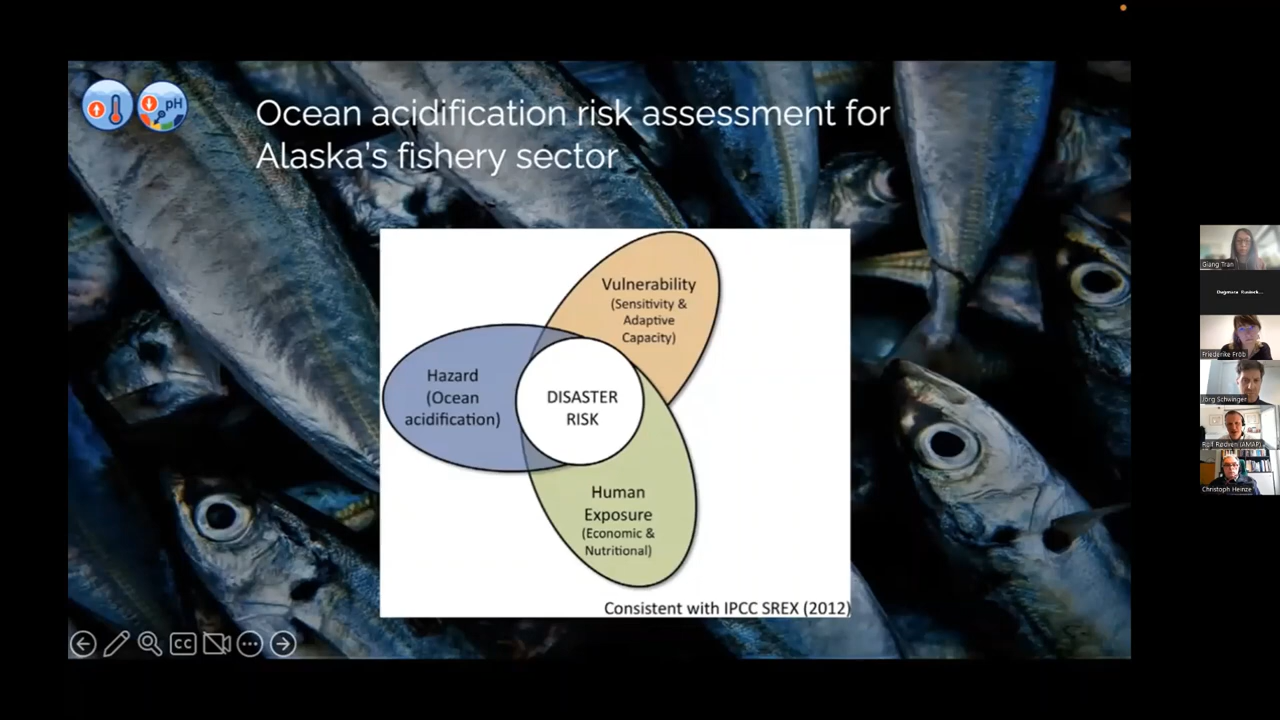 pH
Ocean acidification risk assessment for
Alaska's fishery sector
Vulnerability
(Sensitivity &
Adaptive
Capacity)
Hazard
(Ocean
acidification)
DISASTER
RISK
Human
Exposure
(Economic &
Nutritional)
Consistent with IPCC SREX (2012)
CC
Giang Tran
Friederike Fröb
Jörg Schwinger
Rolf Rødven (AMAP)
Christoph Heinze